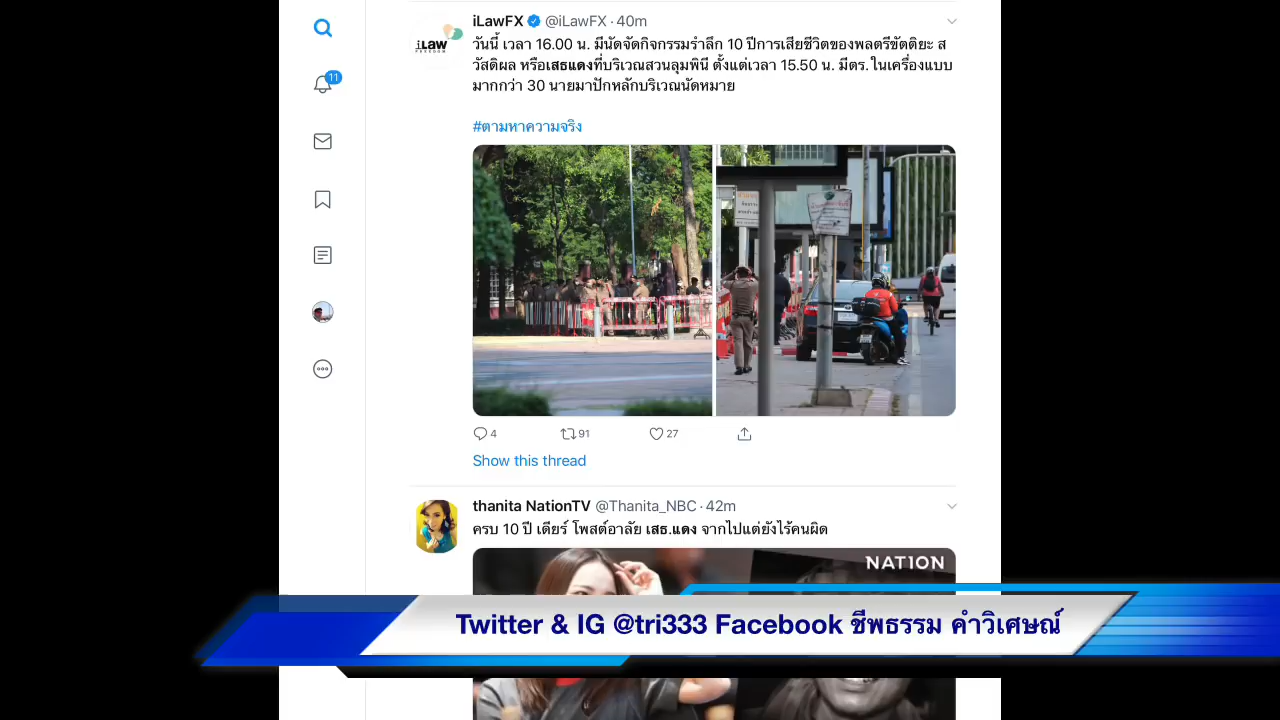 iLawFX @iLawFX · 40m
iLAW
FREEDOM
วันนี้ เวลา 16.00 น. มีนัดจัดกิจกรรมรำลึก 10 ปีการเสียชีวิตของพลตรีขัตติยะ ส
วัสดิผล หรือเสธแดงที่บริเวณสวนลุมพินี ตั้งแต่เวลา 15.50 น. มีตร. ในเครื่องแบบ
มากกว่า 30 นายมาปักหลักบริเวณนัดหมาย
11
#ตามหาความจริง
4 91 27
Show this thread
thanita NationTV @Thanita_NBC · 42m
ครบ 10 ปี เดียร์ โพสต์อาลัย เสธ.แดง จากไปแต่ยังไร้คนผิด
NATION
Twitter & IG @tri333 Facebook ชีพธรรม คำวิเศษณ์